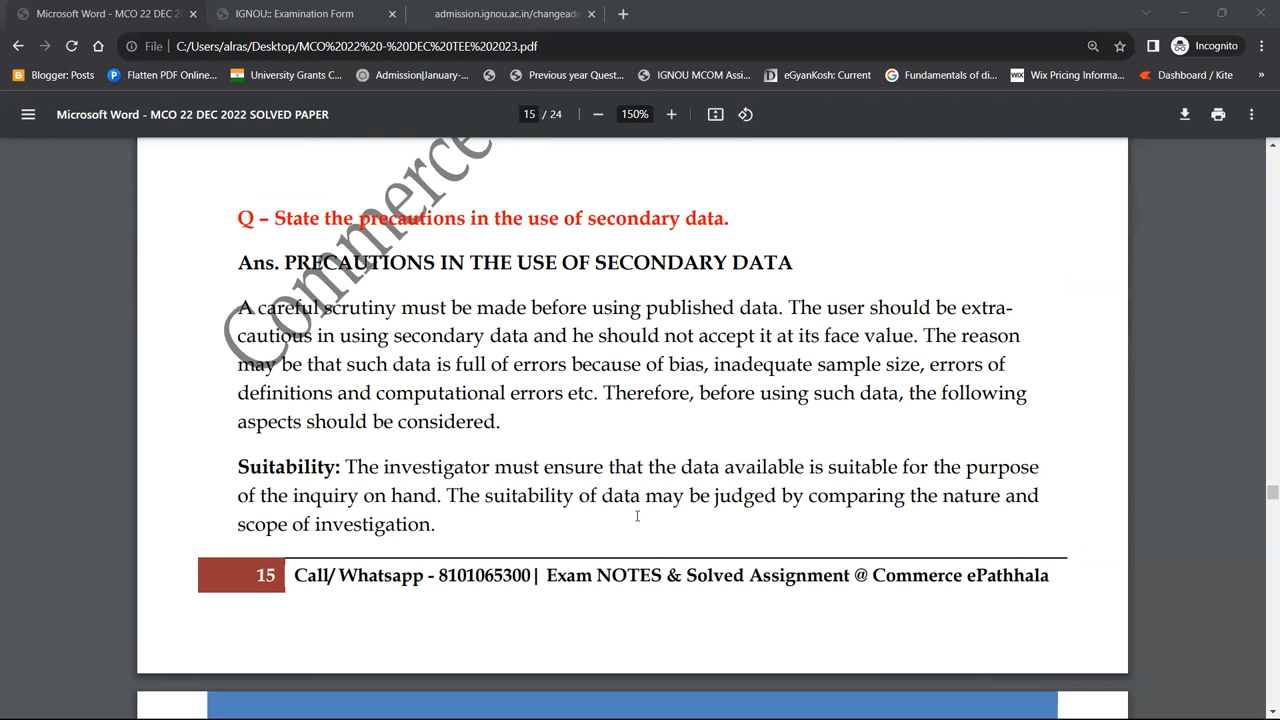 Microsoft Word - MCO 22 DEC 2
IGNOU:: Examination Form
admission.ignou.ac.in/changeadm
File
C:/Users/alras/Desktop/MCO%2022%20-%20DEC%20TEE%202023.pdf
Incognito
Blogger: Posts
Flatten PDF Online...
University Grants C...
Admission|January-...
Previous year Quest...
IGNOU MCOM Assi...
eGyanKosh: Current
Fundamentals of di...
WIX
Wix Pricing Informa...
Dashboard / Kite
»
Microsoft Word - MCO 22 DEC 2022 SOLVED PAPER
15 / 24
150%
Commerce
Q – State the precautions in the use of secondary data.
Ans. PRECAUTIONS IN THE USE OF SECONDARY DATA
A careful scrutiny must be made before using published data. The user should be extra-
cautious in using secondary data and he should not accept it at its face value. The reason
may be that such data is full of errors because of bias, inadequate sample size, errors of
definitions and computational errors etc. Therefore, before using such data, the following
aspects should be considered.
Suitability: The investigator must ensure that the data available is suitable for the purpose
of the inquiry on hand. The suitability of data may be judged by comparing the nature and
scope of investigation.
15 Call/ Whatsapp - 8101065300| Exam NOTES & Solved Assignment @ Commerce ePathhala